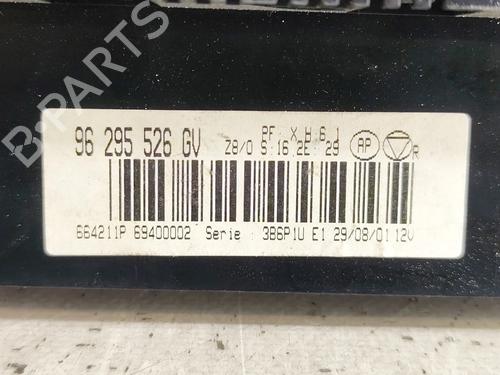 96 295 526 GV
PF X H 6 J
Z8/0 S 16 2E 29
AP
R
664211P 69400002 Serie : 3B6P1U E1 29/08/01 12V
B-Parts